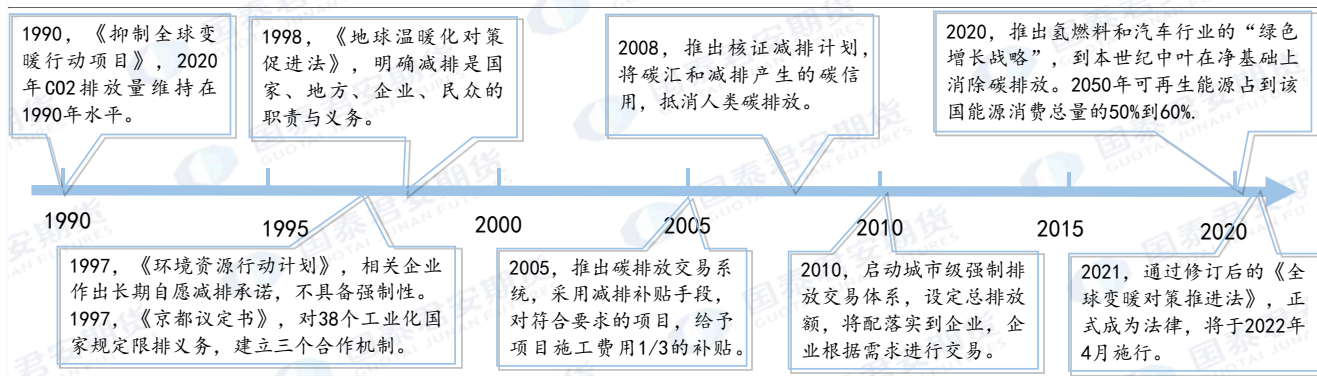 1990，《抑制全球变
暖行动项目》，2020
年CO2排放量维持在
1990年水平。
1998，《地球温暖化对策
促进法》，明确减排是国
家、地方、企业、民众的
职责与义务。
2008，推出核证减排计划，
将碳汇和减排产生的碳信
用，抵消人类碳排放。
2020，推出氢燃料和汽车行业的“绿色
增长战略”，到本世纪中叶在净基础上
消除碳排放。2050年可再生能源占到该
国能源消费总量的50%到60%.
1990
1995
2000
2005
2010
2015
2020
1997，《环境资源行动计划》，相关企业
作出长期自愿减排承诺，不具备强制性。
1997，《京都议定书》，对38个工业化国
家规定限排义务，建立三个合作机制。
2005，推出碳排放交易系
统，采用减排补贴手段，
对符合要求的项目，给予
项目施工费用1/3的补贴。
2010，启动城市级强制排
放交易体系，设定总排放
额，将配落实到企业，企
业根据需求进行交易。
2021，通过修订后的《全
球变暖对策推进法》，正
式成为法律，将于2022年
4月施行。
国泰君安期货
GUOTAI JUNAN FUTURES